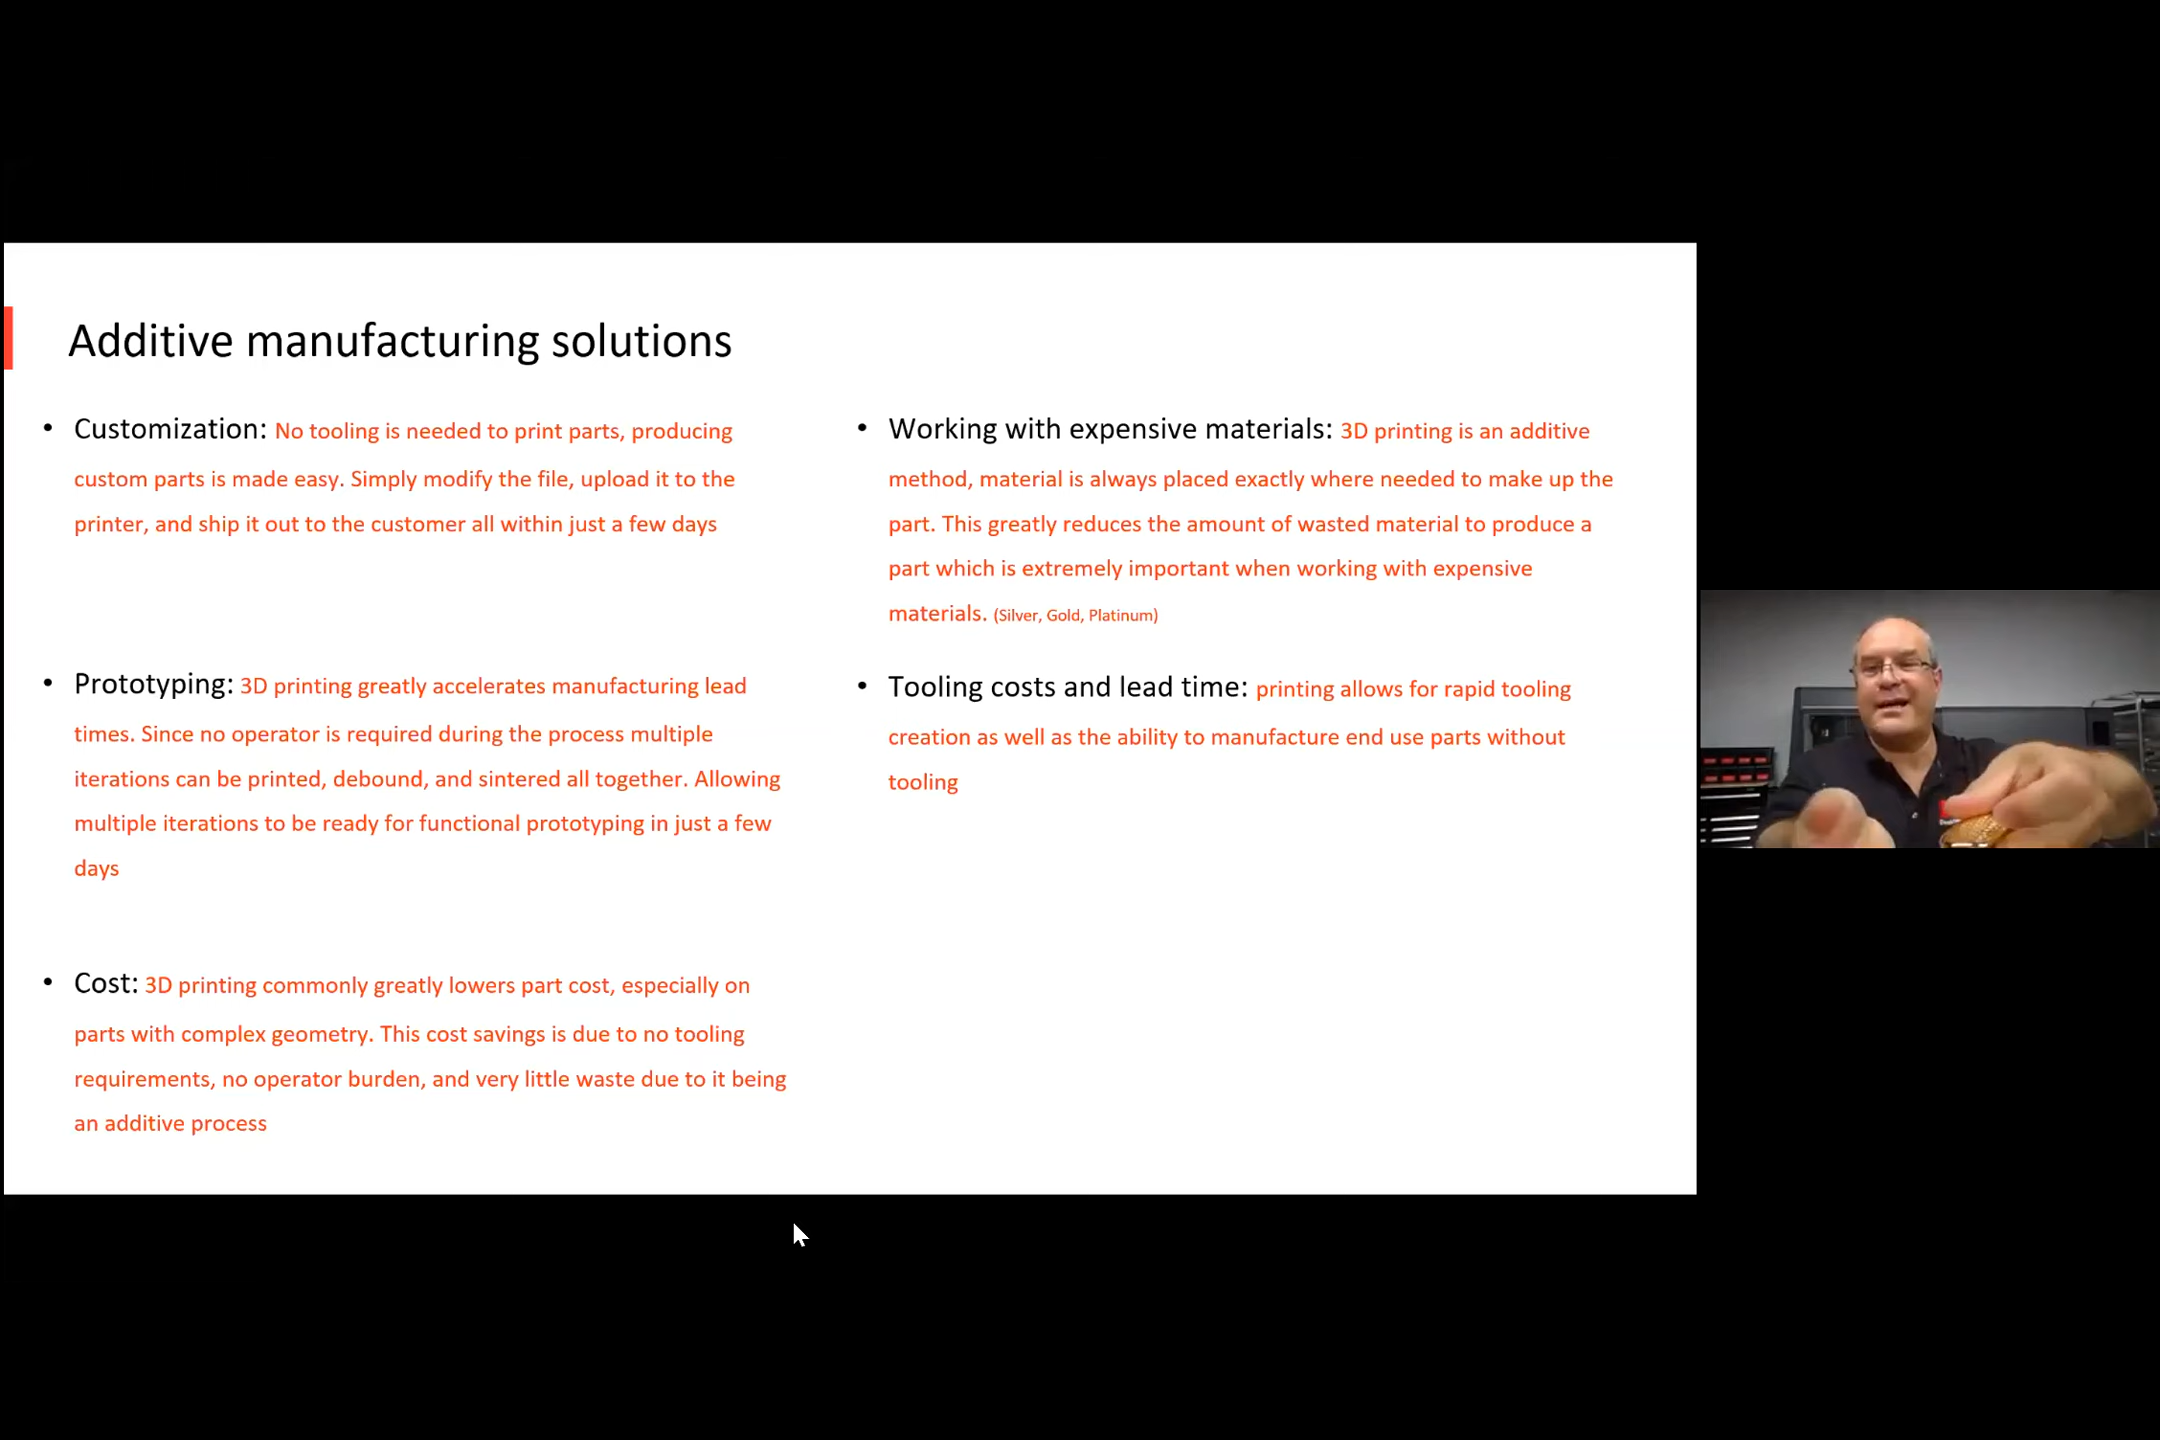 Additive manufacturing solutions
• Customization: No tooling is needed to print parts, producing
custom parts is made easy. Simply modify the file, upload it to the
printer, and ship it out to the customer all within just a few days
• Prototyping: 3D printing greatly accelerates manufacturing lead
times. Since no operator is required during the process multiple
iterations can be printed, debound, and sintered all together. Allowing
multiple iterations to be ready for functional prototyping in just a few
days
• Cost: 3D printing commonly greatly lowers part cost, especially on
parts with complex geometry. This cost savings is due to no tooling
requirements, no operator burden, and very little waste due to it being
an additive process
• Working with expensive materials: 3D printing is an additive
method, material is always placed exactly where needed to make up the
part. This greatly reduces the amount of wasted material to produce a
part which is extremely important when working with expensive
materials. (Silver, Gold, Platinum)
• Tooling costs and lead time: printing allows for rapid tooling
creation as well as the ability to manufacture end use parts without
tooling